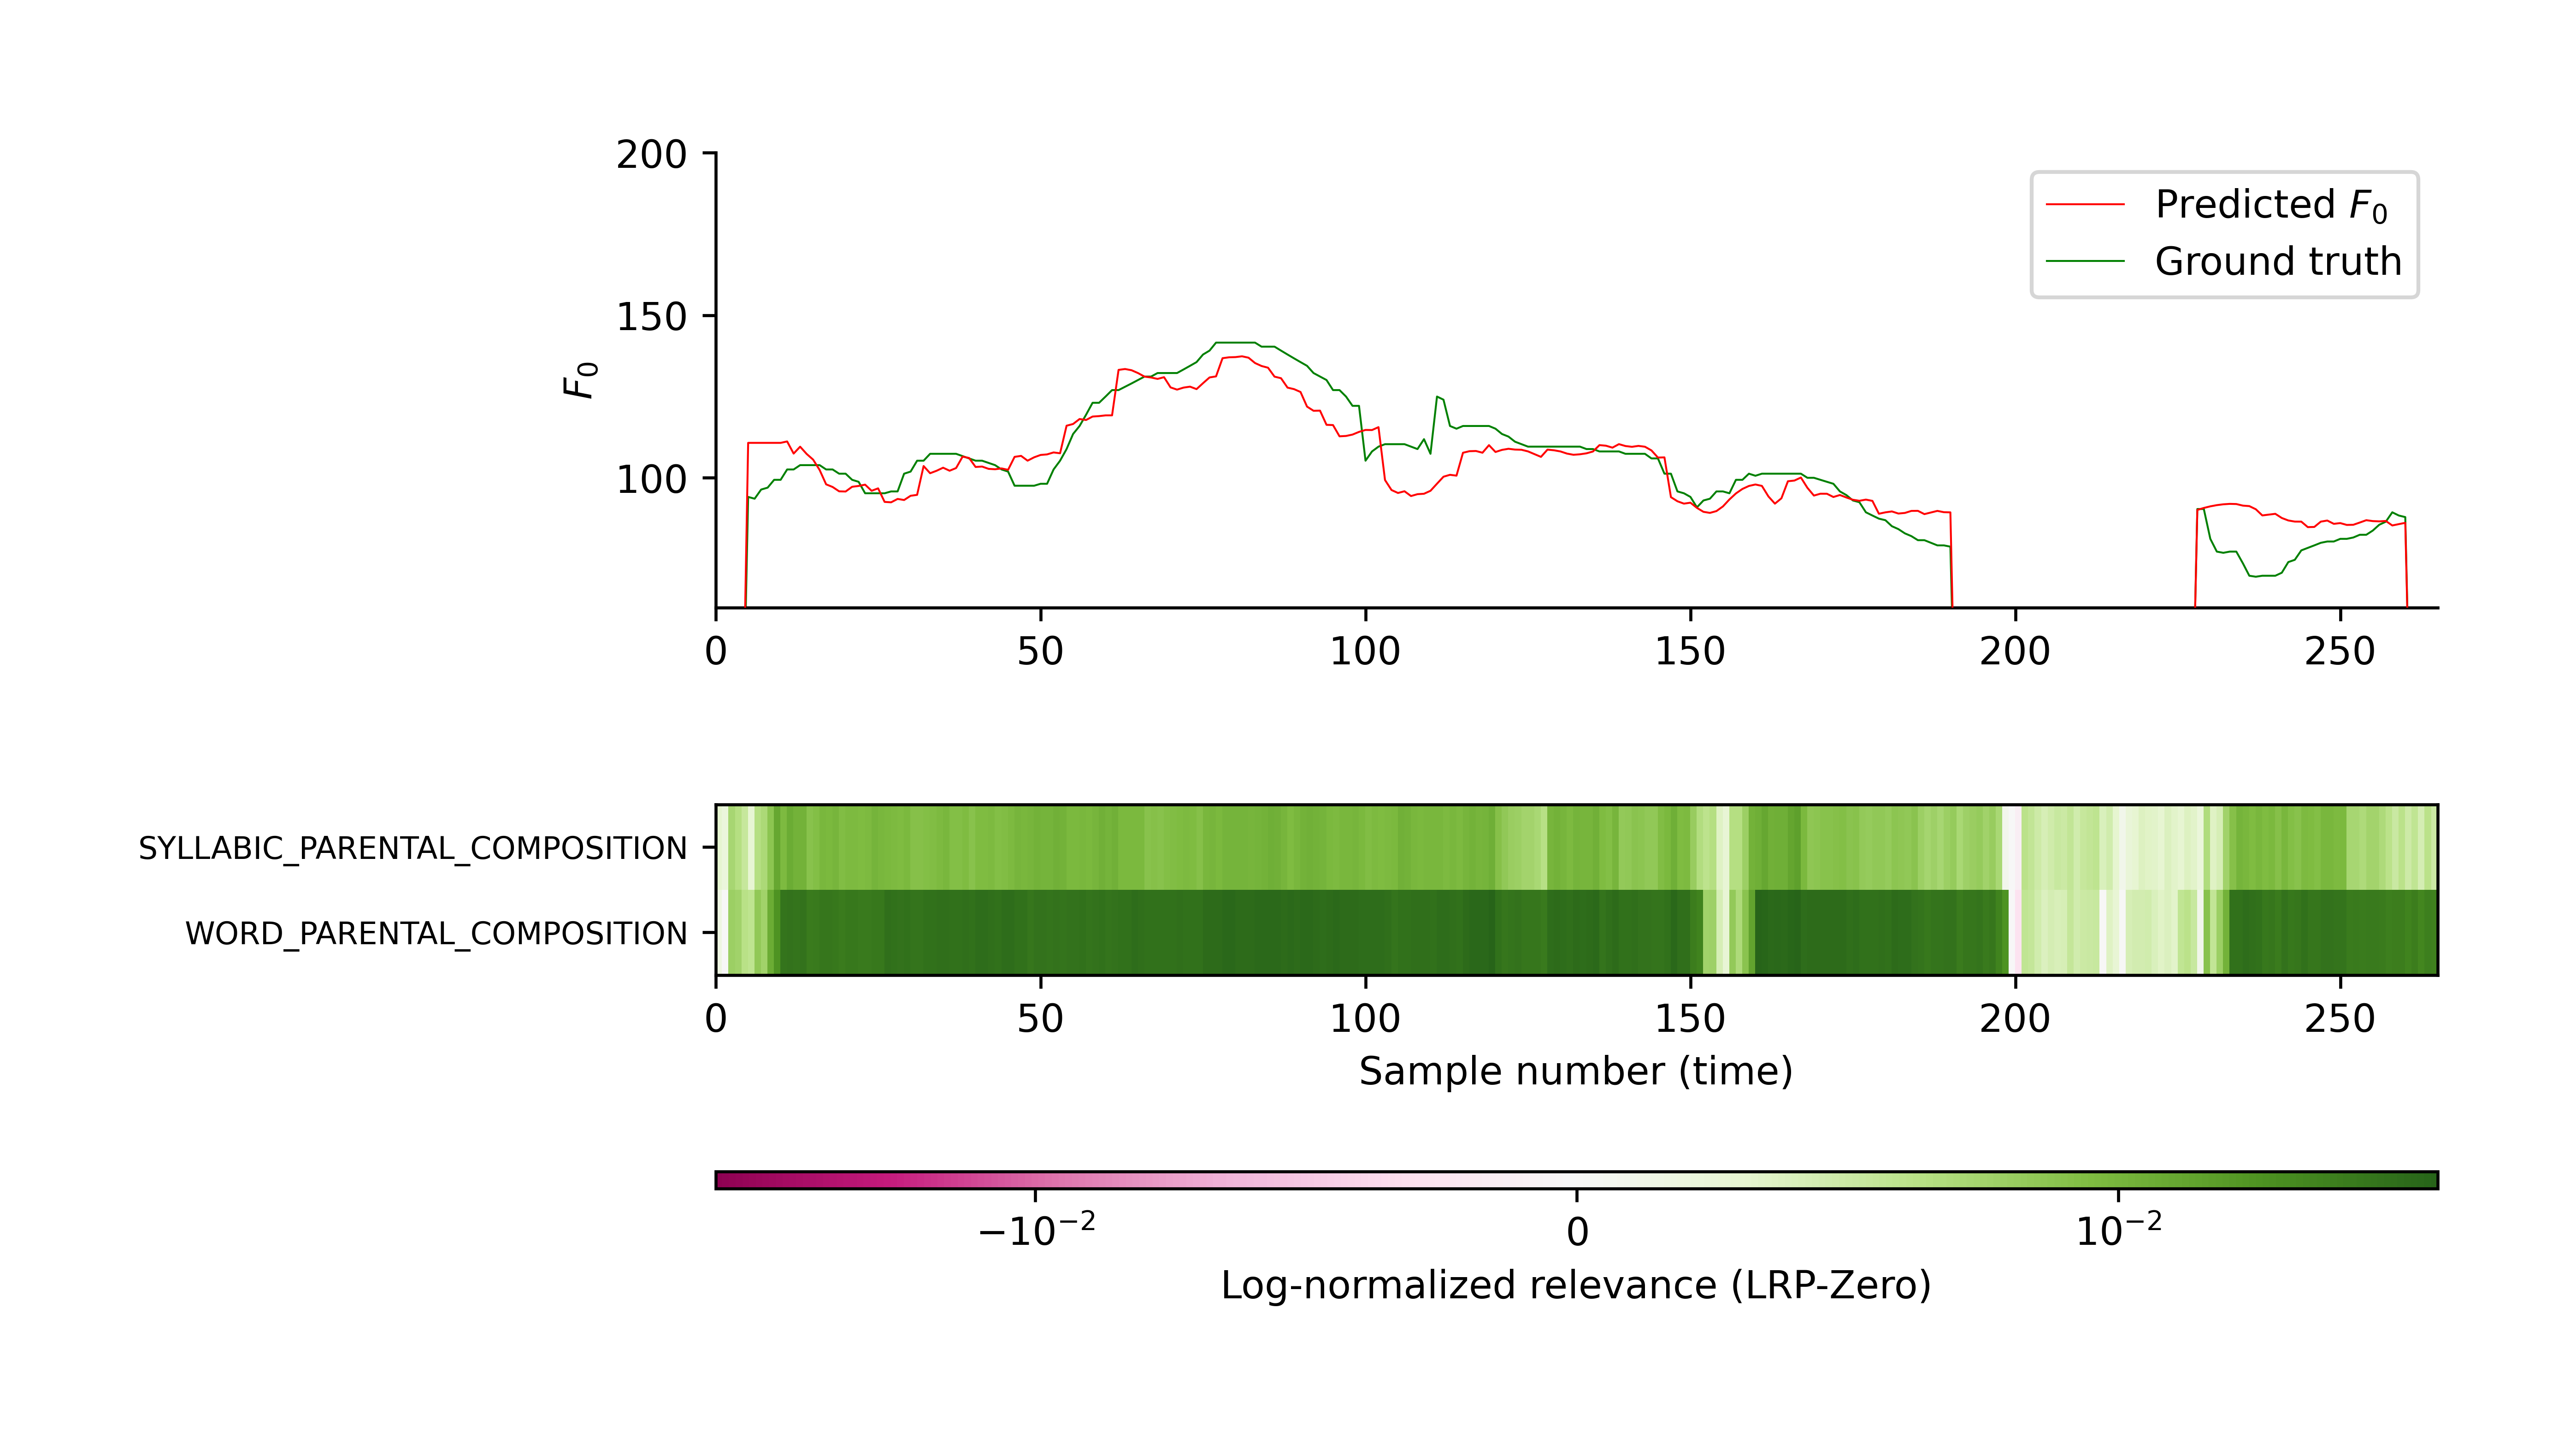 200
150
100
F0
Predicted F0
Ground truth
0 50 100 150 200 250
SYLLABIC_PARENTAL_COMPOSITION
WORD_PARENTAL_COMPOSITION
0 50 100 150 200 250
Sample number (time)
−10⁻² 0 10⁻²
Log-normalized relevance (LRP-Zero)